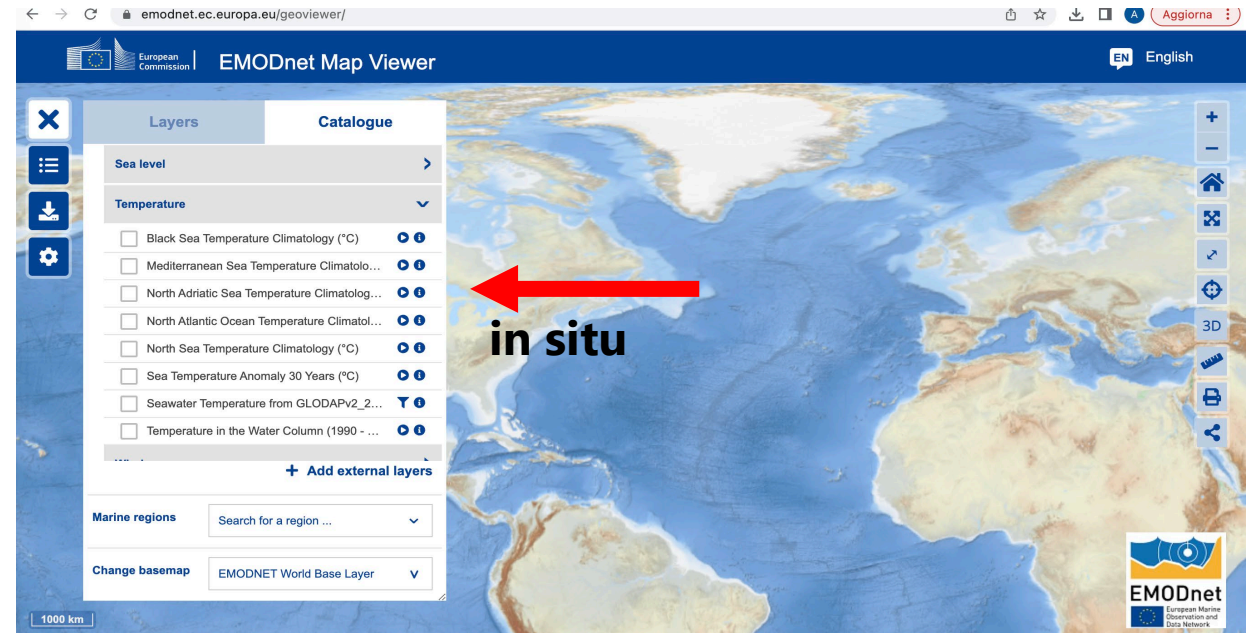 emodnet.ec.europa.eu/geoviewer/
A
Aggiorna
European
Commission
EMODnet Map Viewer
EN English
Layers Catalogue
Sea level
Temperature
Black Sea Temperature Climatology (°C)
Mediterranean Sea Temperature Climatolo...
North Adriatic Sea Temperature Climatolog...
North Atlantic Ocean Temperature Climatol...
North Sea Temperature Climatology (°C)
Sea Temperature Anomaly 30 Years (°C)
Seawater Temperature from GLODAPv2_2...
Temperature in the Water Column (1990 - ...
+ Add external layers
Marine regions
Search for a region ...
Change basemap
EMODNET World Base Layer
1000 km
in situ
3D
EMODnet
European Marine
Observation and
Data Network